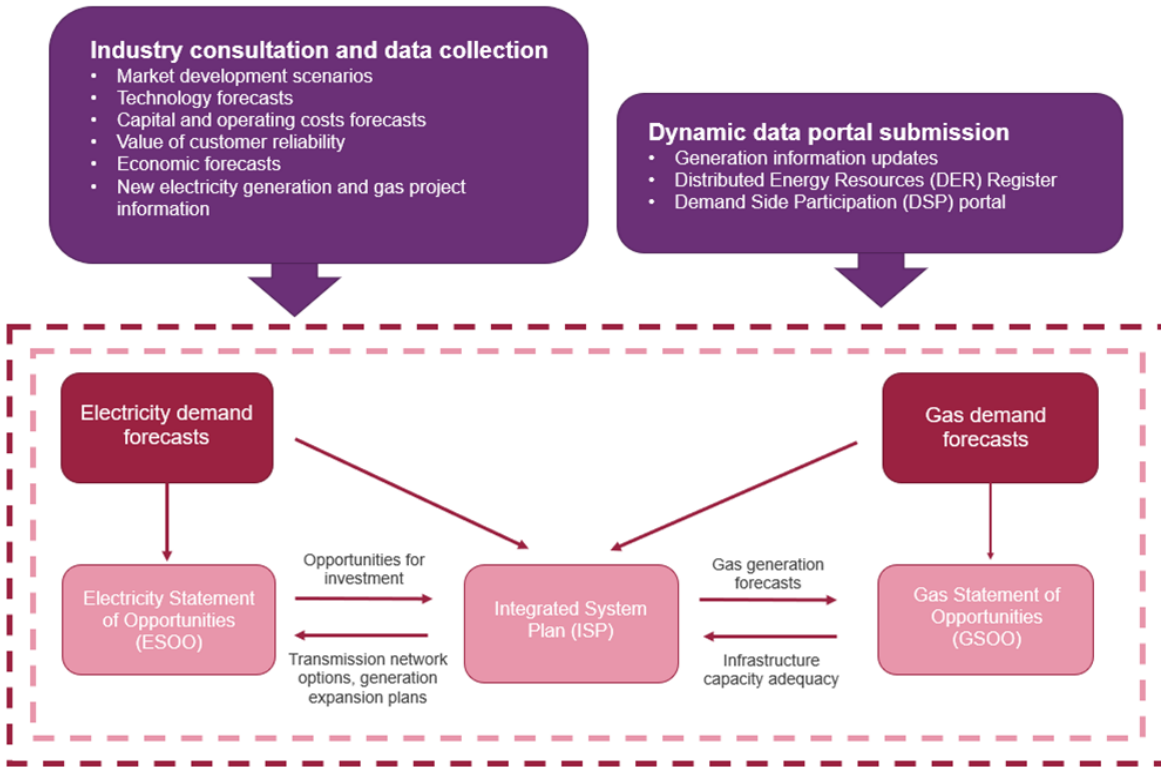 Industry consultation and data collection
• Market development scenarios
• Technology forecasts
• Capital and operating costs forecasts
• Value of customer reliability
• Economic forecasts
• New electricity generation and gas project
information
Dynamic data portal submission
• Generation information updates
• Distributed Energy Resources (DER) Register
• Demand Side Participation (DSP) portal
Electricity demand
forecasts
Gas demand
forecasts
Electricity Statement
of Opportunities
(ESOO)
Opportunities for
investment
Transmission network
options, generation
expansion plans
Integrated System
Plan (ISP)
Gas generation
forecasts
Infrastructure
capacity adequacy
Gas Statement of
Opportunities
(GSOO)